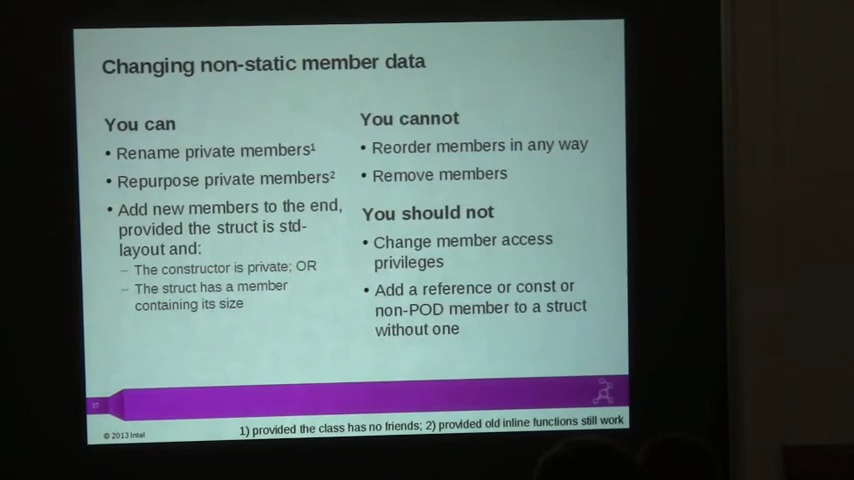 Changing non-static member data
You can
• Rename private members¹
• Repurpose private members²
• Add new members to the end,
provided the struct is std-
layout and:
– The constructor is private; OR
– The struct has a member
containing its size
You cannot
• Reorder members in any way
• Remove members
You should not
• Change member access
privileges
• Add a reference or const or
non-POD member to a struct
without one
37
© 2013 Intel
1) provided the class has no friends; 2) provided old inline functions still work